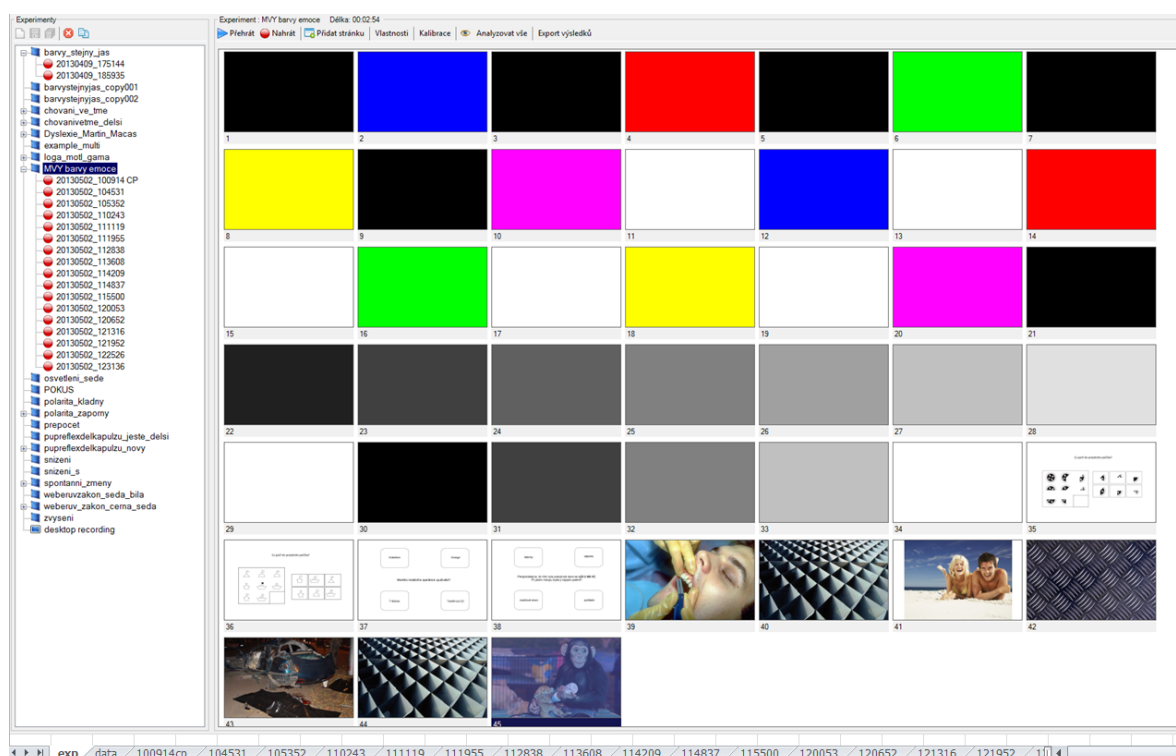 Experimenty
barvy_stejny_jas
20130409_175144
20130409_185935
barvystejnyjas_copy001
barvystejnyjas_copy002
chovani_ve_tme
chovanivetme_delsi
Dyslexie_Martin_Macas
example_multi
loga_motl_gama
MVY barvy emoce
20130502_100914 CP
20130502_104531
20130502_105352
20130502_110243
20130502_111119
20130502_111955
20130502_112838
20130502_113608
20130502_114209
20130502_114837
20130502_115500
20130502_120053
20130502_120652
20130502_121316
20130502_121952
20130502_122526
20130502_123136
osvetleni_sede
POKUS
polarita_kladny
polarita_zaporny
prepocet
pupreflexdelkapulzu_jeste_delsi
pupreflexdelkapulzu_novy
snizeni
snizeni_s
spontanni_zmeny
weberuvzakon_seda_bila
weberuv_zakon_cerna_seda
zvyseni
desktop recording
Experiment : MVY barvy emoce Délka: 00:02:54
Přehrát Nahrát Přidat stránku Vlastnosti Kalibrace Analyzovat vše Export výsledků
1 2 3 4 5 6 7
8 9 10 11 12 13 14
15 16 17 18 19 20 21
22 23 24 25 26 27 28
29 30 31 32 33 34 35
36 37 38 39 40 41 42
43 44 45
exp data 100914cp 104531 105352 110243 111119 111955 112838 113608 114209 114837 115500 120053 120652 121316 121952